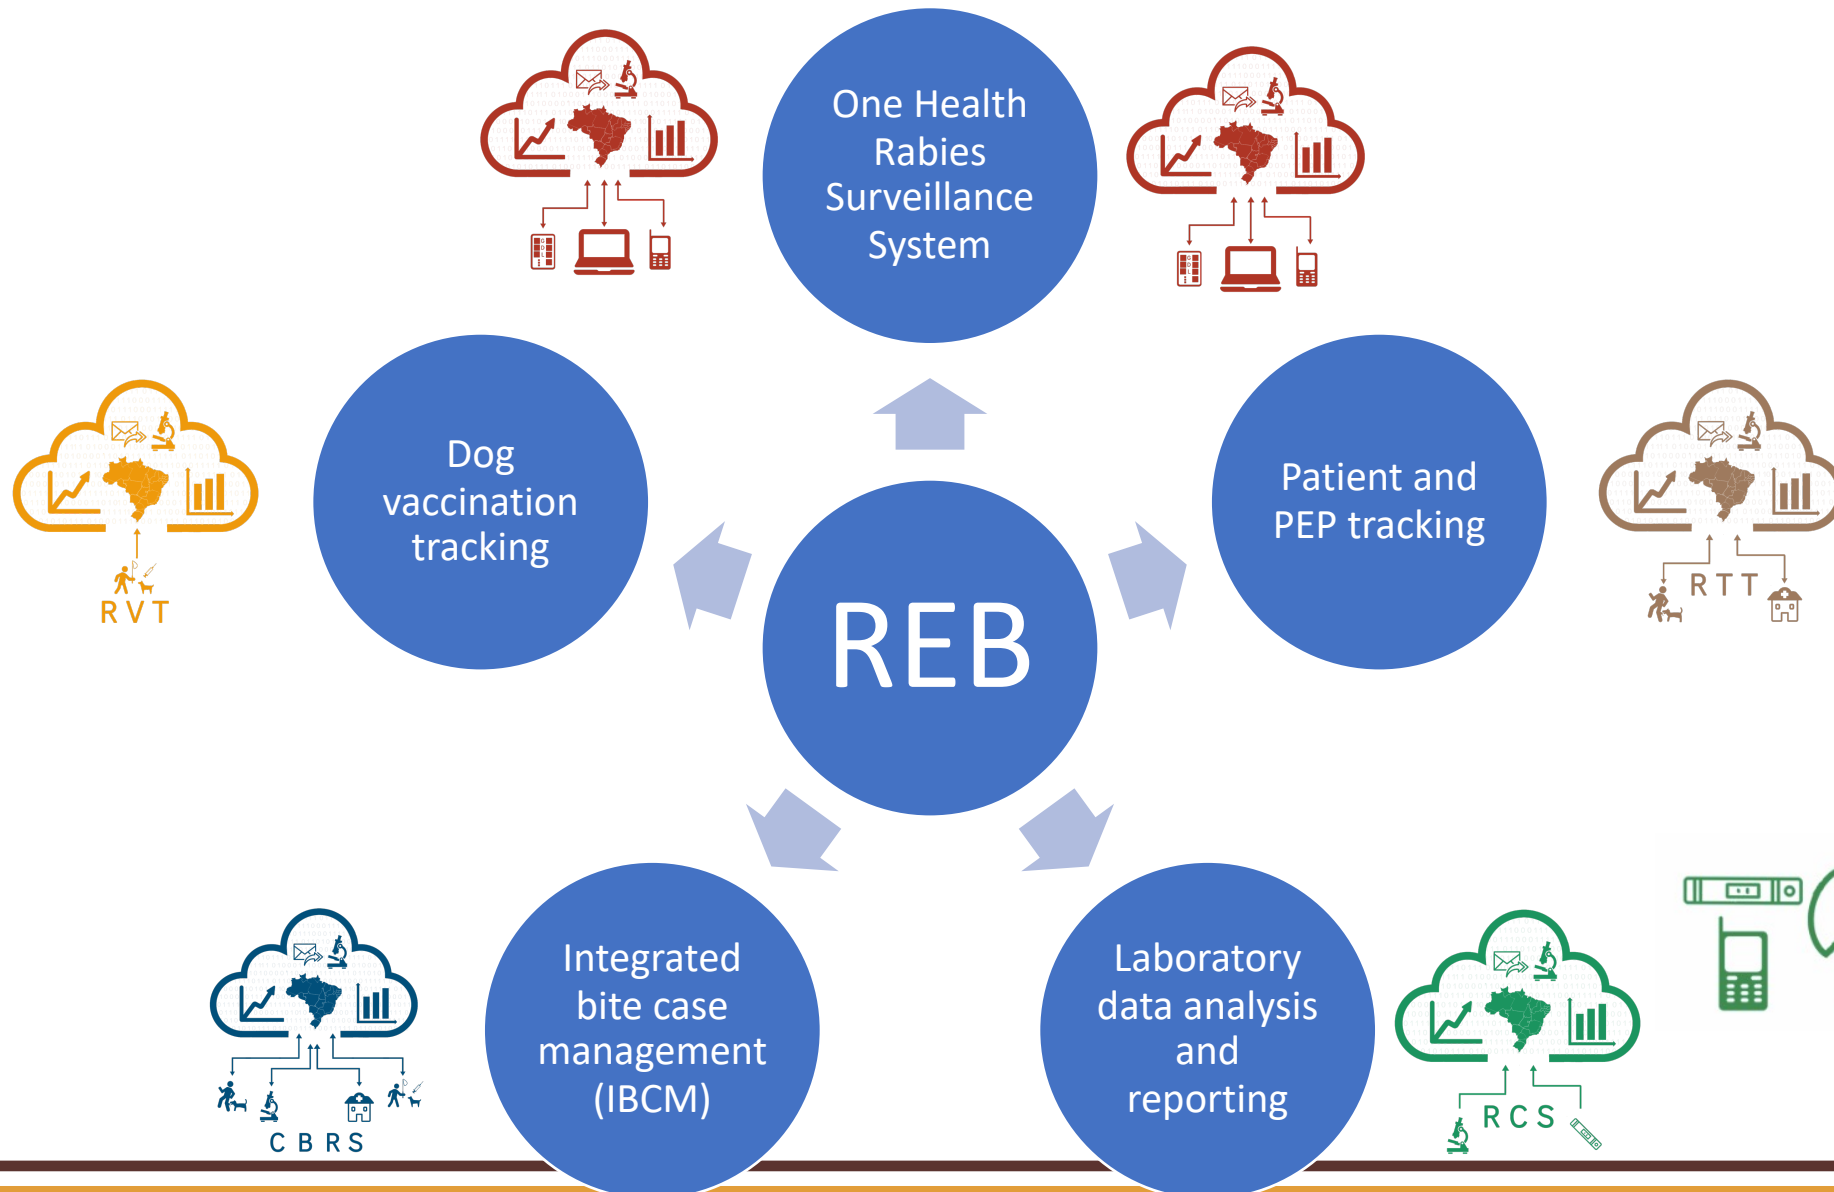 One Health
Rabies
Surveillance
System
Dog
vaccination
tracking
Patient and
PEP tracking
RVT
RTT
REB
Integrated
bite case
management
(IBCM)
Laboratory
data analysis
and
reporting
CBRS
RCS